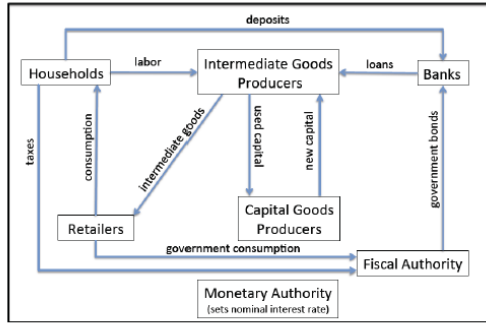 deposits
Households
labor
Intermediate Goods
Producers
loans
Banks
taxes
consumption
intermediate goods
used capital
new capital
government bonds
Retailers
Capital Goods
Producers
government consumption
Fiscal Authority
Monetary Authority
(sets nominal interest rate)